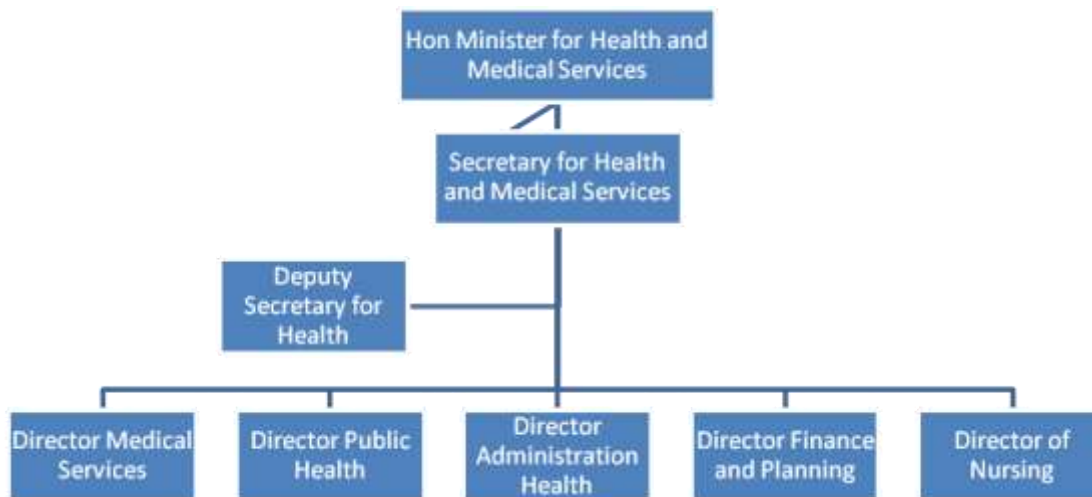 Hon Minister for Health and
Medical Services
Secretary for Health
and Medical Services
Deputy
Secretary for
Health
Director Medical
Services
Director Public
Health
Director
Administration
Health
Director Finance
and Planning
Director of
Nursing